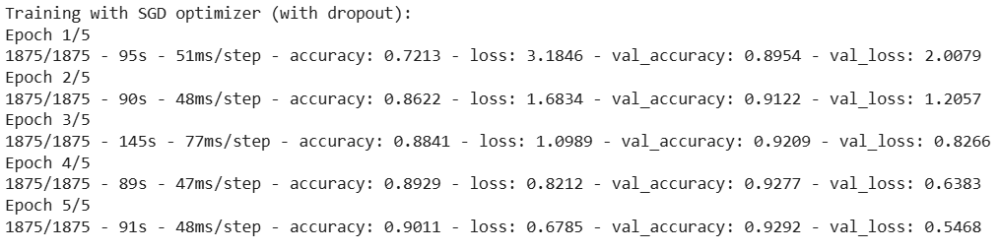 Training with SGD optimizer (with dropout):
Epoch 1/5
1875/1875 - 95s - 51ms/step - accuracy: 0.7213 - loss: 3.1846 - val_accuracy: 0.8954 - val_loss: 2.0079
Epoch 2/5
1875/1875 - 90s - 48ms/step - accuracy: 0.8622 - loss: 1.6834 - val_accuracy: 0.9122 - val_loss: 1.2057
Epoch 3/5
1875/1875 - 145s - 77ms/step - accuracy: 0.8841 - loss: 1.0989 - val_accuracy: 0.9209 - val_loss: 0.8266
Epoch 4/5
1875/1875 - 89s - 47ms/step - accuracy: 0.8929 - loss: 0.8212 - val_accuracy: 0.9277 - val_loss: 0.6383
Epoch 5/5
1875/1875 - 91s - 48ms/step - accuracy: 0.9011 - loss: 0.6785 - val_accuracy: 0.9292 - val_loss: 0.5468